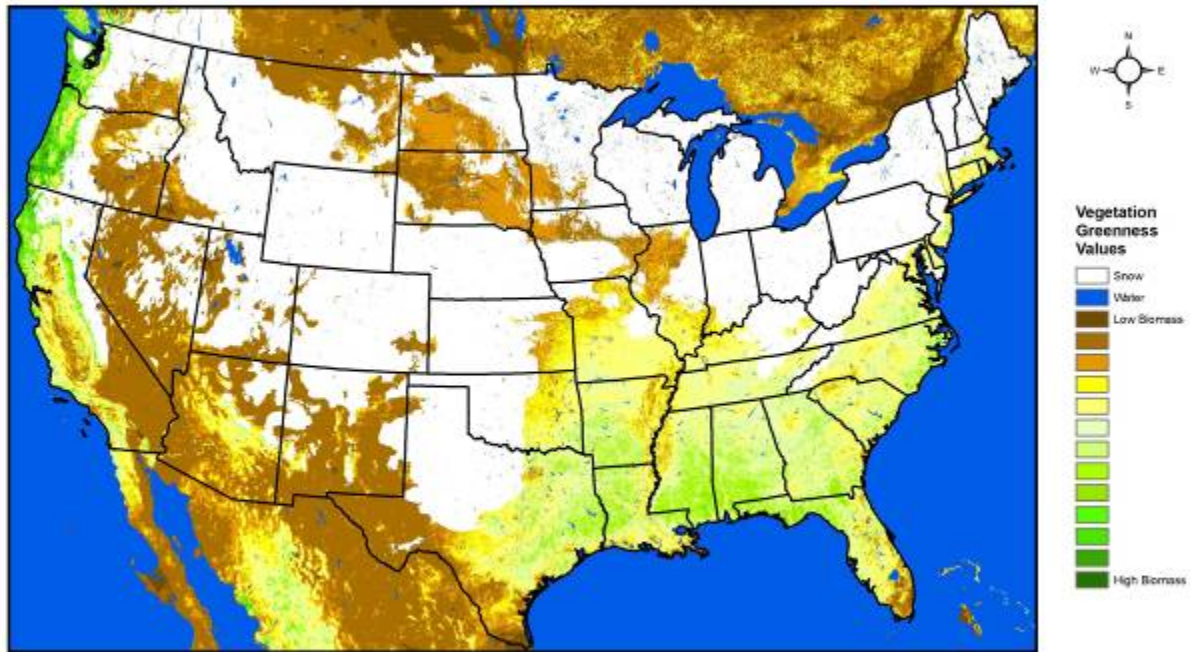 N
W
E
S
Vegetation
Greenness
Values
Snow
Water
Low Biomass
High Biomass